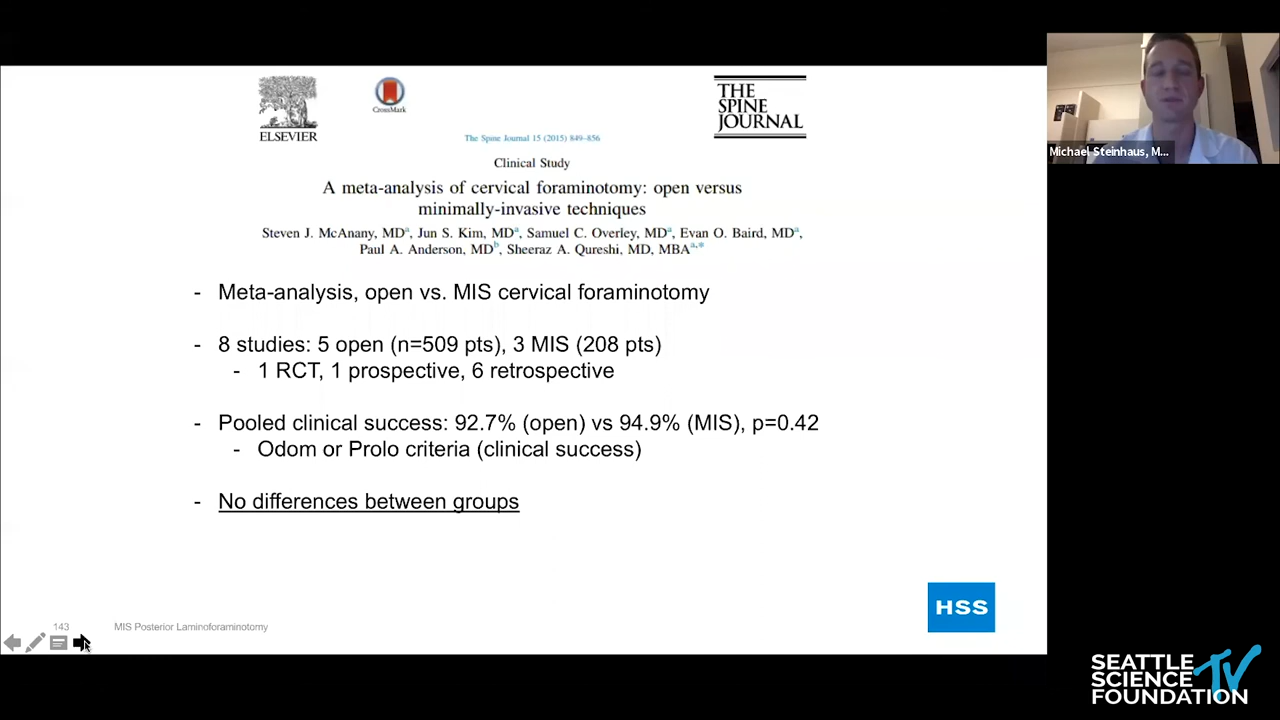 ELSEVIER
CrossMark
THE
SPINE
JOURNAL
The Spine Journal 15 (2015) 849–856
Clinical Study
A meta-analysis of cervical foraminotomy: open versus
minimally-invasive techniques
Steven J. McAnany, MDa, Jun S. Kim, MDa, Samuel C. Overley, MDa, Evan O. Baird, MDa,
Paul A. Anderson, MDb, Sheeraz A. Qureshi, MD, MBAa,*
- Meta-analysis, open vs. MIS cervical foraminotomy
- 8 studies: 5 open (n=509 pts), 3 MIS (208 pts)
- 1 RCT, 1 prospective, 6 retrospective
- Pooled clinical success: 92.7% (open) vs 94.9% (MIS), p=0.42
- Odom or Prolo criteria (clinical success)
- No differences between groups
HSS
143 MIS Posterior Laminoforaminotomy
Michael Steinhaus, M...
SEATTLE
SCIENCE TV
FOUNDATION